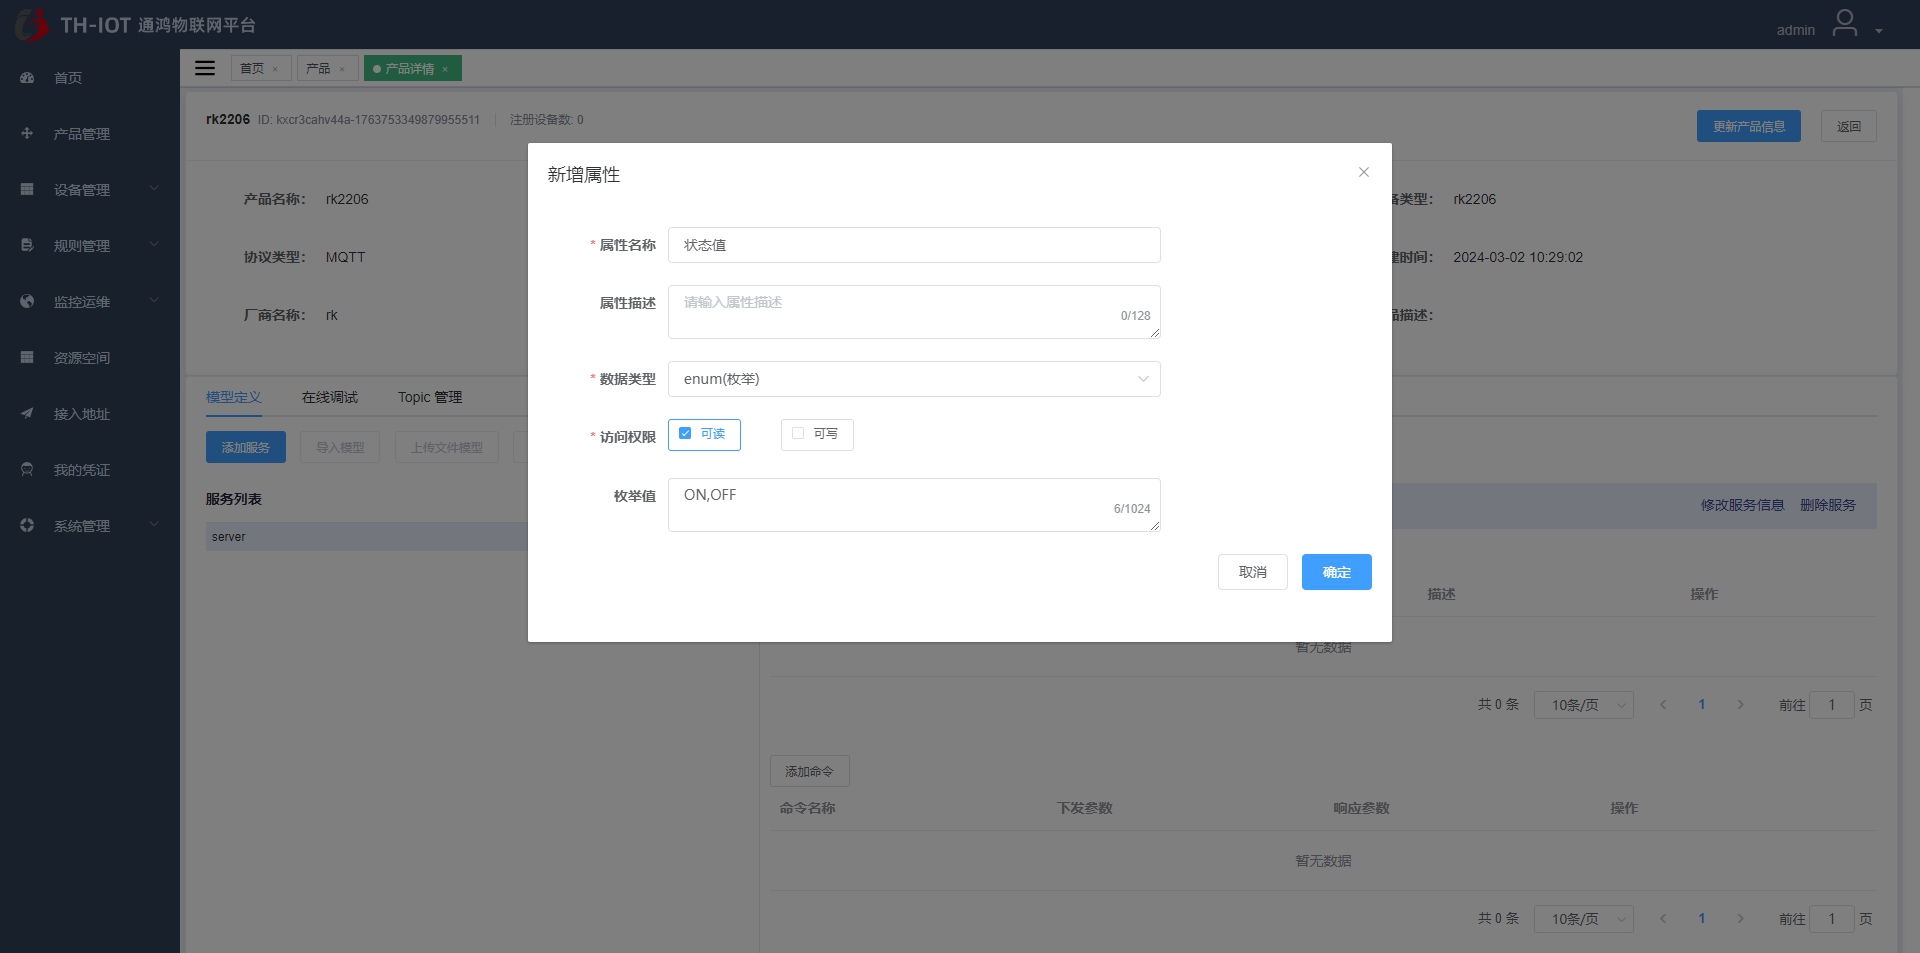 TH-IOT 通鸿物联网平台
admin
首页
产品管理
设备管理
规则管理
监控运维
资源空间
接入地址
我的凭证
系统管理
首页 × 产品 × 产品详情 ×
rk2206 ID: kxcr3cahv44a-1763753349879955511 注册设备数: 0
更新产品信息 返回
产品名称： rk2206
备类型： rk2206
协议类型： MQTT
建时间： 2024-03-02 10:29:02
厂商名称： rk
品描述：
模型定义 在线调试 Topic 管理
添加服务 导入模型 上传文件模型
服务列表
server
修改服务信息 删除服务
新增属性
* 属性名称 状态值
属性描述 请输入属性描述
0/128
* 数据类型 enum(枚举)
* 访问权限 可读 可写
枚举值 ON,OFF
6/1024
取消 确定
描述 操作
暂无数据
共 0 条 10条/页 1 前往 1 页
添加命令
命令名称 下发参数 响应参数 操作
暂无数据
共 0 条 10条/页 1 前往 1 页